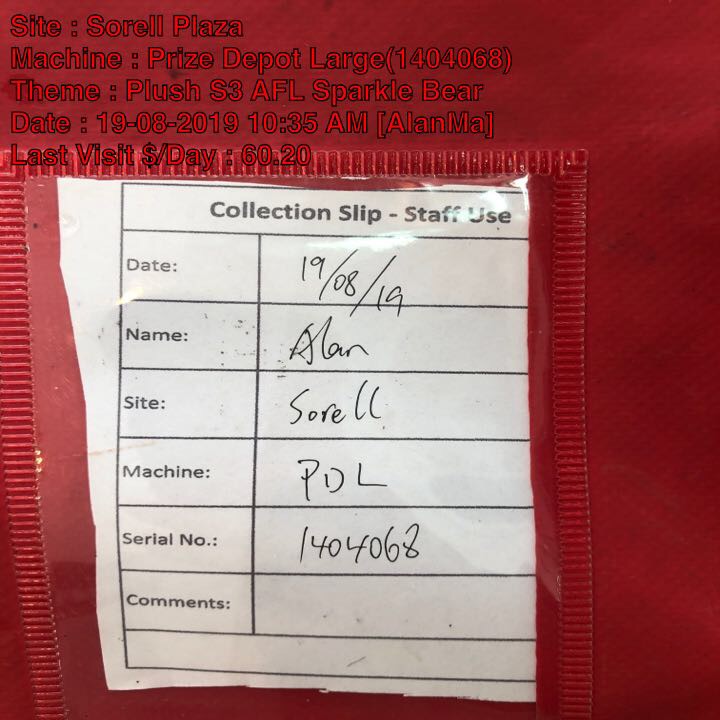 Site : Sorell Plaza
Machine : Prize Depot Large(1404068)
Theme : Plush S3 AFL Sparkle Bear
Date : 19-08-2019 10:35 AM [AlanMa]
Last Visit $/Day : 60.20
Collection Slip - Staff Use
Date: 19/08/19
Name: Alan
Site: Sorell
Machine: PDL
Serial No.: 1404068
Comments: